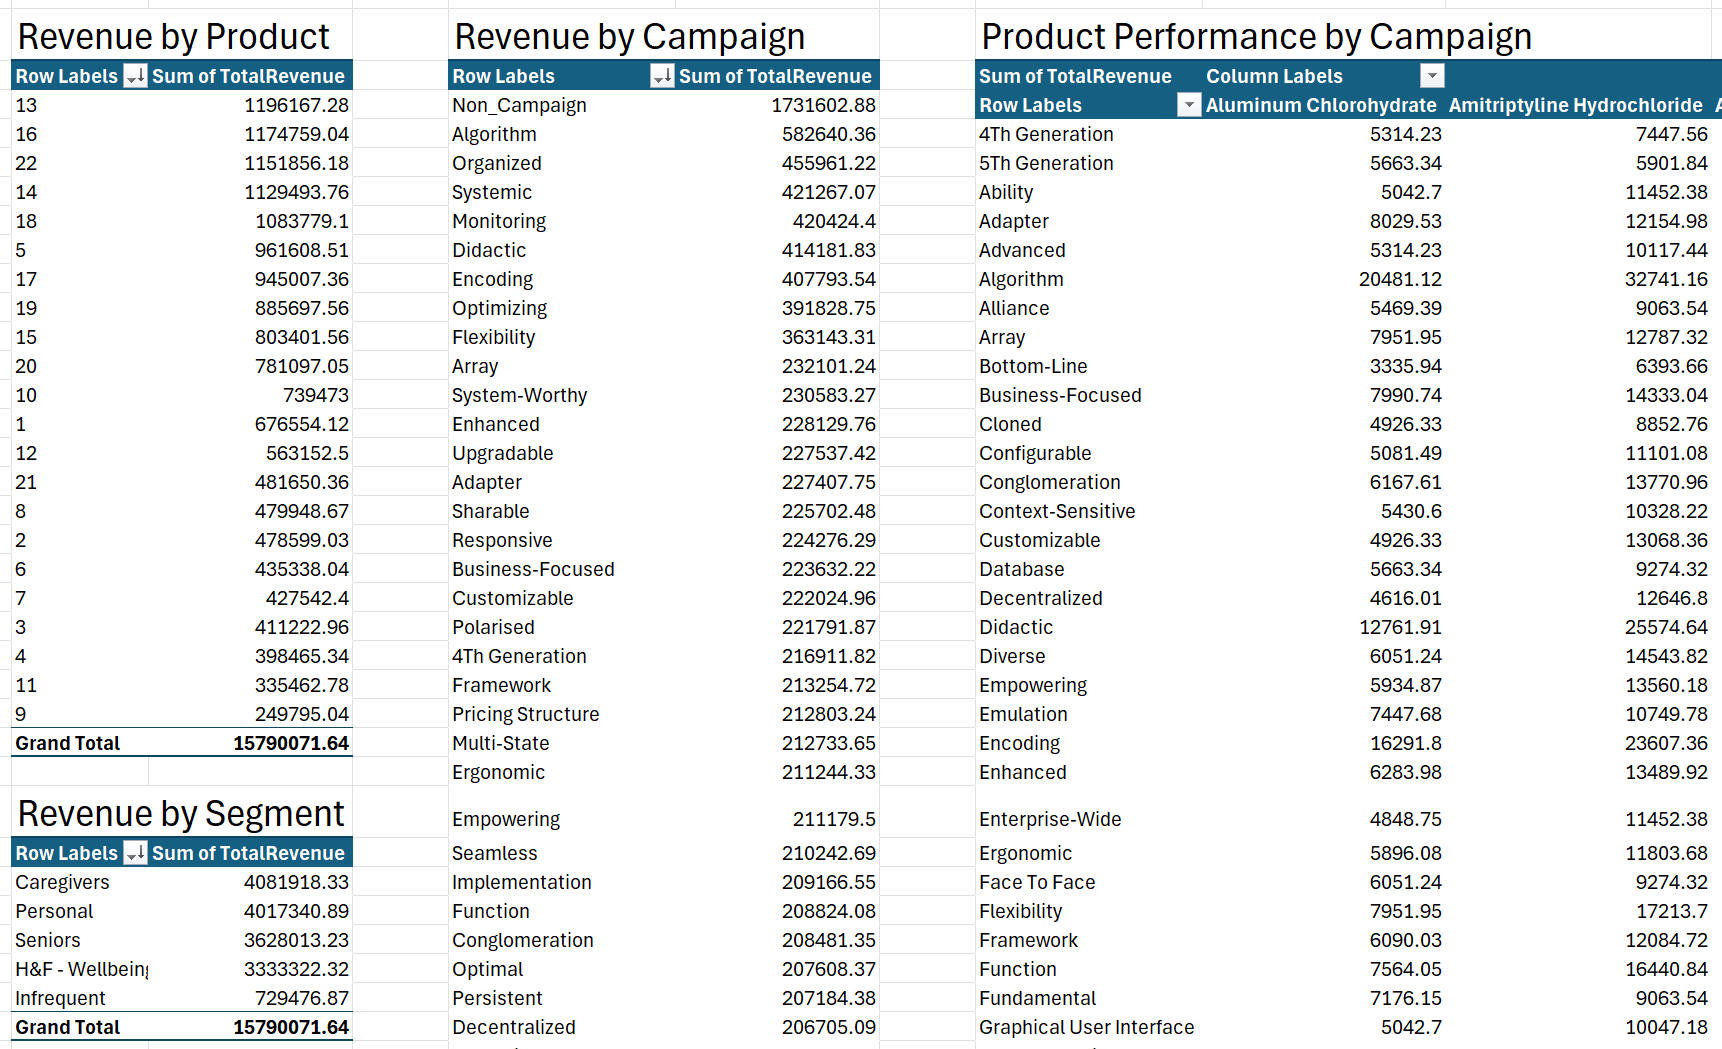 Revenue by Product
Row Labels Sum of TotalRevenue
13 1196167.28
16 1174759.04
22 1151856.18
14 1129493.76
18 1083779.1
5 961608.51
17 945007.36
19 885697.56
15 803401.56
20 781097.05
10 739473
1 676554.12
12 563152.5
21 481650.36
8 479948.67
2 478599.03
6 435338.04
7 427542.4
3 411222.96
4 398465.34
11 335462.78
9 249795.04
Grand Total 15790071.64
Revenue by Segment
Row Labels Sum of TotalRevenue
Caregivers 4081918.33
Personal 4017340.89
Seniors 3628013.23
H&F - Wellbeing 3333322.32
Infrequent 729476.87
Grand Total 15790071.64
Revenue by Campaign
Row Labels Sum of TotalRevenue
Non_Campaign 1731602.88
Algorithm 582640.36
Organized 455961.22
Systemic 421267.07
Monitoring 420424.4
Didactic 414181.83
Encoding 407793.54
Optimizing 391828.75
Flexibility 363143.31
Array 232101.24
System-Worthy 230583.27
Enhanced 228129.76
Upgradable 227537.42
Adapter 227407.75
Sharable 225702.48
Responsive 224276.29
Business-Focused 223632.22
Customizable 222024.96
Polarised 221791.87
4Th Generation 216911.82
Framework 213254.72
Pricing Structure 212803.24
Multi-State 212733.65
Ergonomic 211244.33
Empowering 211179.5
Seamless 210242.69
Implementation 209166.55
Function 208824.08
Conglomeration 208481.35
Optimal 207608.37
Persistent 207184.38
Decentralized 206705.09
Product Performance by Campaign
Sum of TotalRevenue Column Labels
Row Labels Aluminum Chlorohydrate Amitriptyline Hydrochloride
4Th Generation 5314.23 7447.56
5Th Generation 5663.34 5901.84
Ability 5042.7 11452.38
Adapter 8029.53 12154.98
Advanced 5314.23 10117.44
Algorithm 20481.12 32741.16
Alliance 5469.39 9063.54
Array 7951.95 12787.32
Bottom-Line 3335.94 6393.66
Business-Focused 7990.74 14333.04
Cloned 4926.33 8852.76
Configurable 5081.49 11101.08
Conglomeration 6167.61 13770.96
Context-Sensitive 5430.6 10328.22
Customizable 4926.33 13068.36
Database 5663.34 9274.32
Decentralized 4616.01 12646.8
Didactic 12761.91 25574.64
Diverse 6051.24 14543.82
Empowering 5934.87 13560.18
Emulation 7447.68 10749.78
Encoding 16291.8 23607.36
Enhanced 6283.98 13489.92
Enterprise-Wide 4848.75 11452.38
Ergonomic 5896.08 11803.68
Face To Face 6051.24 9274.32
Flexibility 7951.95 17213.7
Framework 6090.03 12084.72
Function 7564.05 16440.84
Fundamental 7176.15 9063.54
Graphical User Interface 5042.7 10047.18